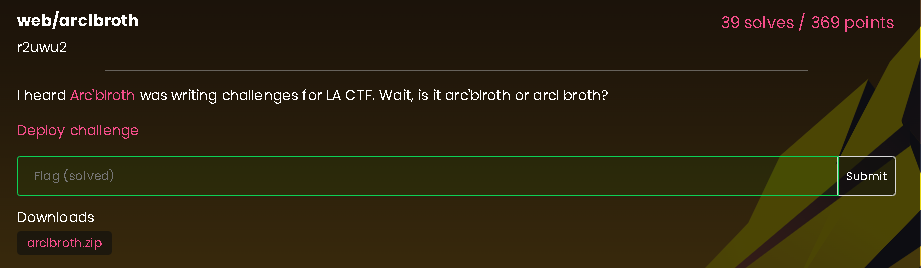 web/arclbroth
39 solves / 369 points
r2uwu2
I heard Arc'blroth was writing challenges for LA CTF. Wait, is it arc'blroth or arcl broth?
Deploy challenge
Flag (solved)
Submit
Downloads
arclbroth.zip